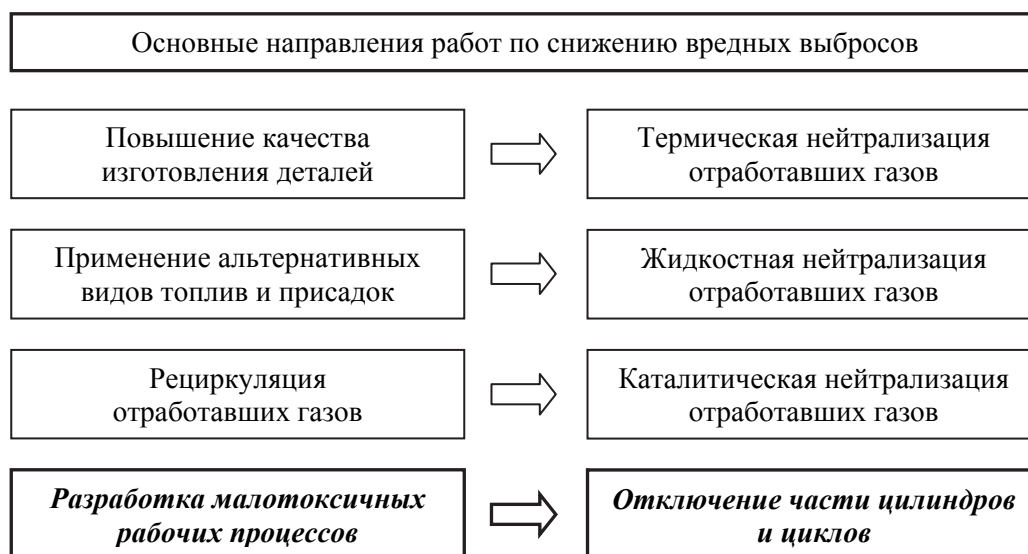 Основные направления работ по снижению вредных выбросов
Повышение качества
изготовления деталей
Термическая нейтрализация
отработавших газов
Применение альтернативных
видов топлив и присадок
Жидкостная нейтрализация
отработавших газов
Рециркуляция
отработавших газов
Каталитическая нейтрализация
отработавших газов
Разработка малотоксичных
рабочих процессов
Отключение части цилиндров
и циклов